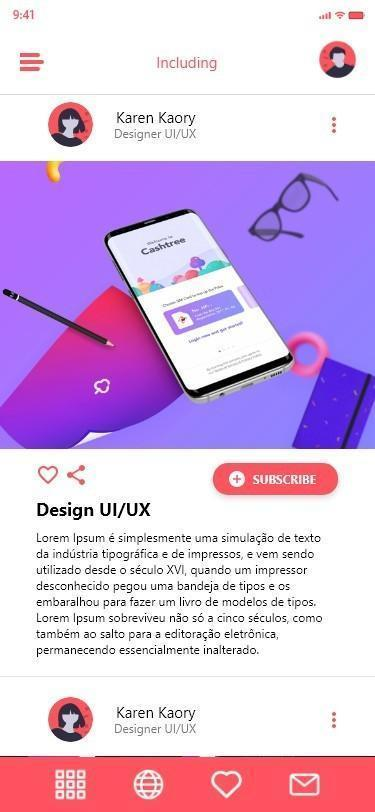 9:41
Including
Karen Kaory
Designer UI/UX
Welcome to
Cashtree
Login now and get started!
SUBSCRIBE
Design UI/UX
Lorem Ipsum é simplesmente uma simulação de texto
da indústria tipográfica e de impressos, e vem sendo
utilizado desde o século XVI, quando um impressor
desconhecido pegou uma bandeja de tipos e os
embaralhou para fazer um livro de modelos de tipos.
Lorem Ipsum sobreviveu não só a cinco séculos, como
também ao salto para a editoração eletrônica,
permanecendo essencialmente inalterado.
Karen Kaory
Designer UI/UX